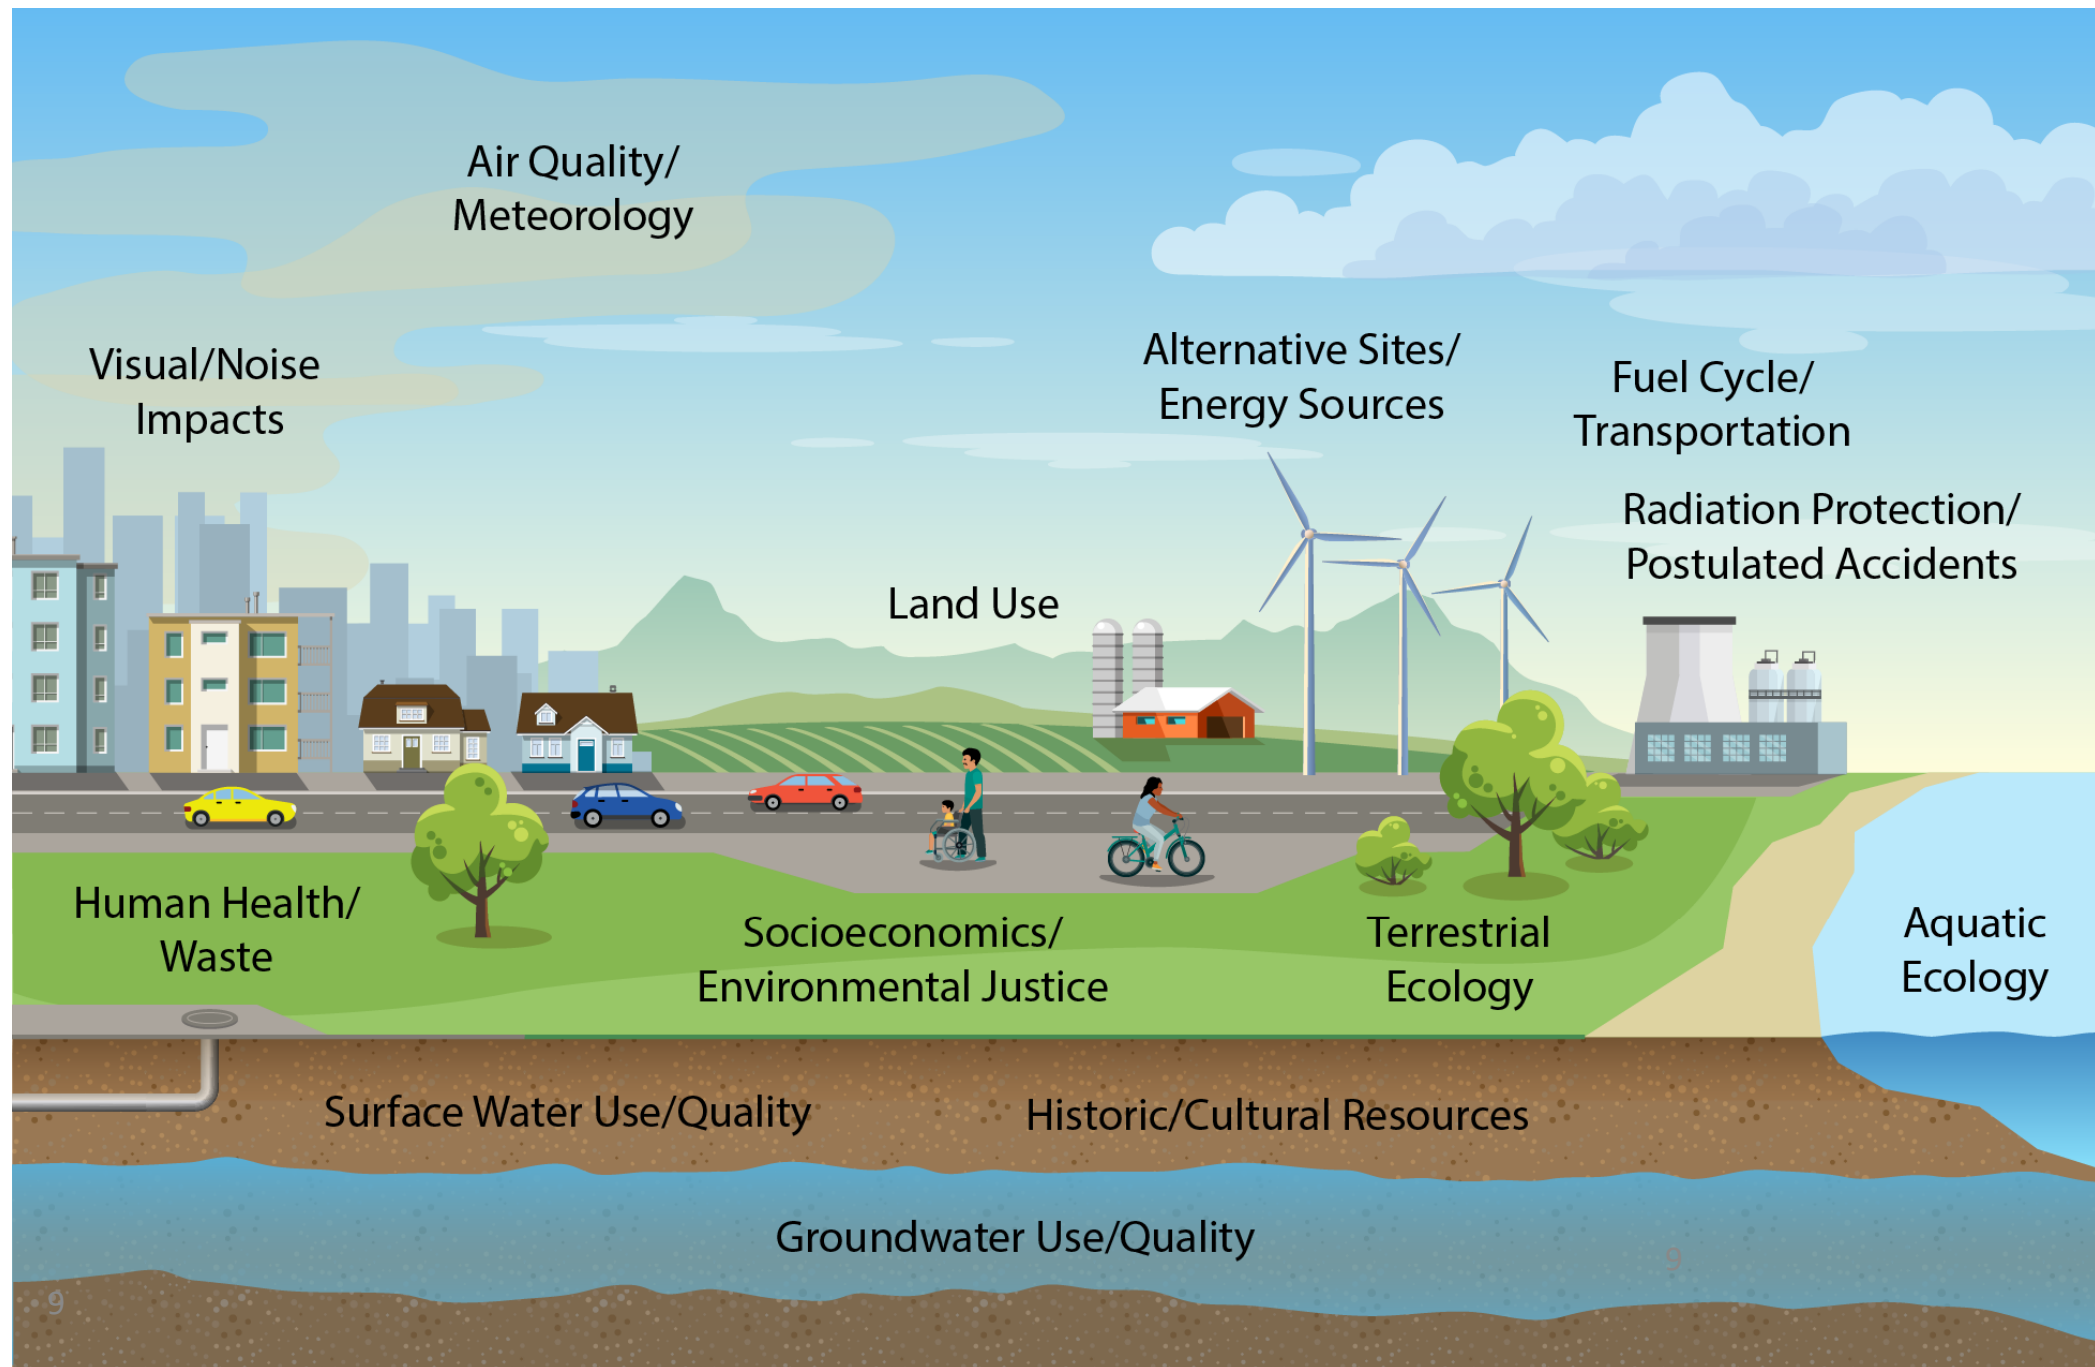 Air Quality/
Meteorology
Visual/Noise
Impacts
Alternative Sites/
Energy Sources
Fuel Cycle/
Transportation
Radiation Protection/
Postulated Accidents
Land Use
Human Health/
Waste
Socioeconomics/
Environmental Justice
Terrestrial
Ecology
Aquatic
Ecology
Surface Water Use/Quality
Historic/Cultural Resources
Groundwater Use/Quality
9
9